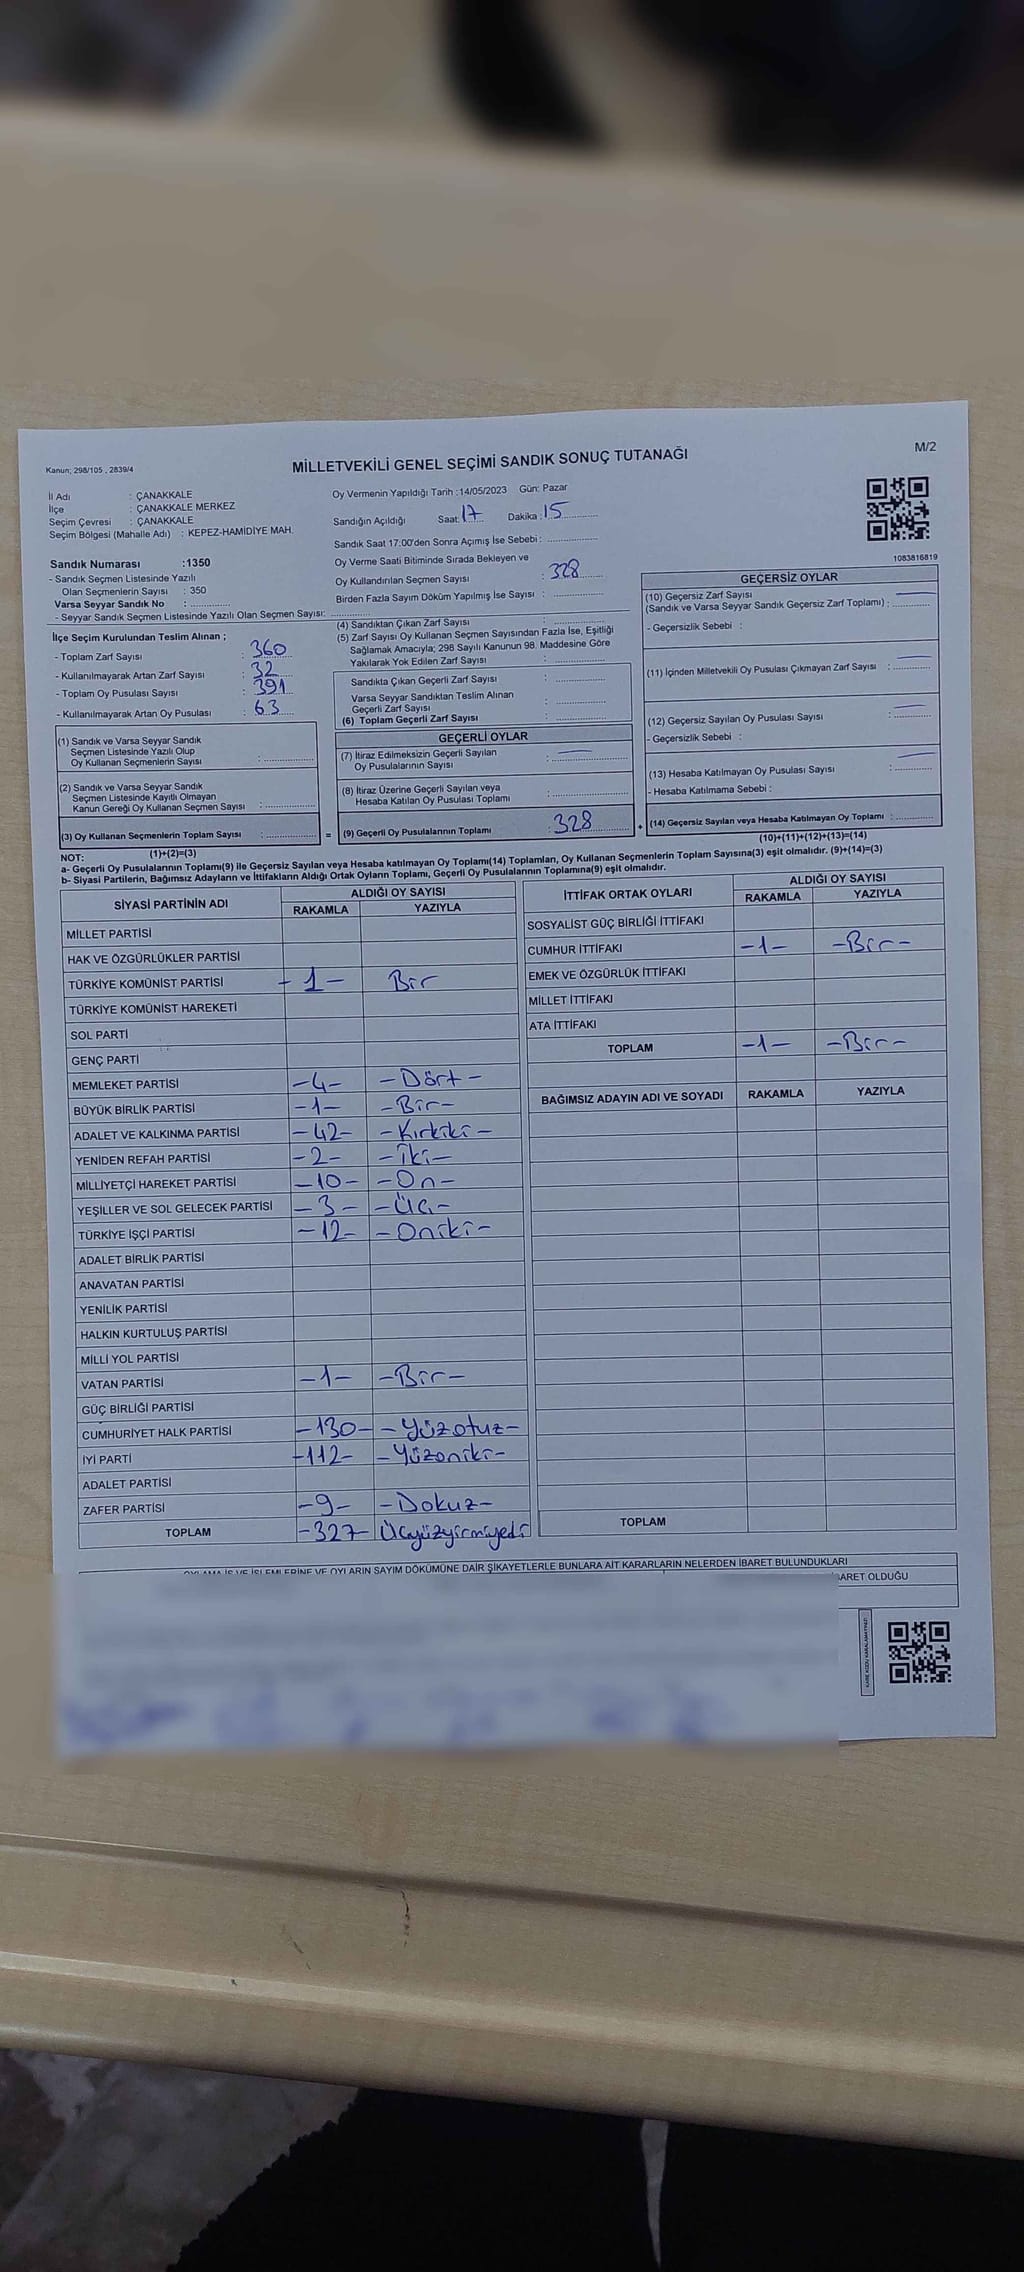 Kanun; 298/105 , 2839/4
MİLLETVEKİLİ GENEL SEÇİMİ SANDIK SONUÇ TUTANAĞI
M/2
İl Adı : ÇANAKKALE
İlçe : ÇANAKKALE MERKEZ
Seçim Çevresi : ÇANAKKALE
Seçim Bölgesi (Mahalle Adı) : KEPEZ-HAMİDİYE MAH.
Sandık Numarası :1350
- Sandık Seçmen Listesinde Yazılı
Olan Seçmenlerin Sayısı : 350
Varsa Seyyar Sandık No : ..............
- Seyyar Sandık Seçmen Listesinde Yazılı Olan Seçmen Sayısı: ..............
Oy Vermenin Yapıldığı Tarih :14/05/2023 Gün: Pazar
Sandığın Açıldığı Saat: 17 Dakika : 15
Sandık Saat 17:00'den Sonra Açımış İse Sebebi : ..............
Oy Verme Saati Bitiminde Sırada Bekleyen ve
Oy Kullandırılan Seçmen Sayısı : 328
Birden Fazla Sayım Döküm Yapılmış İse Sayısı : ..............
1083816819
İlçe Seçim Kurulundan Teslim Alınan ;
- Toplam Zarf Sayısı : 360
- Kullanılmayarak Artan Zarf Sayısı : 32
- Toplam Oy Pusulası Sayısı : 391
- Kullanılmayarak Artan Oy Pusulası : 63
(4) Sandıktan Çıkan Zarf Sayısı : ..............
(5) Zarf Sayısı Oy Kullanan Seçmen Sayısından Fazla İse, Eşitliği
Sağlamak Amacıyla; 298 Sayılı Kanunun 98. Maddesine Göre
Yakılarak Yok Edilen Zarf Sayısı : ..............
Sandıkta Çıkan Geçerli Zarf Sayısı : ..............
Varsa Seyyar Sandıktan Teslim Alınan
Geçerli Zarf Sayısı : ..............
(6) Toplam Geçerli Zarf Sayısı : ..............
GEÇERSİZ OYLAR
(10) Geçersiz Zarf Sayısı
(Sandık ve Varsa Seyyar Sandık Geçersiz Zarf Toplamı) : ..............
- Geçersizlik Sebebi :
(11) İçinden Milletvekili Oy Pusulası Çıkmayan Zarf Sayısı : ..............
(12) Geçersiz Sayılan Oy Pusulası Sayısı : ..............
- Geçersizlik Sebebi :
(13) Hesaba Katılmayan Oy Pusulası Sayısı : ..............
- Hesaba Katılmama Sebebi :
(14) Geçersiz Sayılan veya Hesaba Katılmayan Oy Toplamı : ..............
(10)+(11)+(12)+(13)=(14)
(1) Sandık ve Varsa Seyyar Sandık
Seçmen Listesinde Yazılı Olup
Oy Kullanan Seçmenlerin Sayısı : ..............
(2) Sandık ve Varsa Seyyar Sandık
Seçmen Listesinde Kayıtlı Olmayan
Kanun Gereği Oy Kullanan Seçmen Sayısı : ..............
(3) Oy Kullanan Seçmenlerin Toplam Sayısı : .............. =
(1)+(2)=(3)
GEÇERLİ OYLAR
(7) İtiraz Edilmeksizin Geçerli Sayılan
Oy Pusulalarının Sayısı : ..............
(8) İtiraz Üzerine Geçerli Sayılan veya
Hesaba Katılan Oy Pusulası Toplamı : ..............
(9) Geçerli Oy Pusulalarının Toplamı : 328 +
NOT:
a- Geçerli Oy Pusulalarının Toplamı(9) ile Geçersiz Sayılan veya Hesaba katılmayan Oy Toplamı(14) Toplamları, Oy Kullanan Seçmenlerin Toplam Sayısına(3) eşit olmalıdır. (9)+(14)=(3)
b- Siyasi Partilerin, Bağımsız Adayların ve İttifakların Aldığı Ortak Oyların Toplamı, Geçerli Oy Pusulalarının Toplamına(9) eşit olmalıdır.
SİYASİ PARTİNİN ADI ALDIĞI OY SAYISI
RAKAMLA YAZIYLA
MİLLET PARTİSİ
HAK VE ÖZGÜRLÜKLER PARTİSİ
TÜRKİYE KOMÜNİST PARTİSİ -1- Bir
TÜRKİYE KOMÜNİST HAREKETİ
SOL PARTİ
GENÇ PARTİ
MEMLEKET PARTİSİ -4- -Dört-
BÜYÜK BİRLİK PARTİSİ -1- -Bir-
ADALET VE KALKINMA PARTİSİ -42- -Kırkiki-
YENİDEN REFAH PARTİSİ -2- -İki-
MİLLİYETÇİ HAREKET PARTİSİ -10- -On-
YEŞİLLER VE SOL GELECEK PARTİSİ -3- -Üç-
TÜRKİYE İŞÇİ PARTİSİ -12- -Oniki-
ADALET BİRLİK PARTİSİ
ANAVATAN PARTİSİ
YENİLİK PARTİSİ
HALKIN KURTULUŞ PARTİSİ
MİLLİ YOL PARTİSİ
VATAN PARTİSİ -1- -Bir-
GÜÇ BİRLİĞİ PARTİSİ
CUMHURİYET HALK PARTİSİ -130- -Yüzotuz-
İYİ PARTİ -112- -Yüzoniki-
ADALET PARTİSİ
ZAFER PARTİSİ -9- -Dokuz-
TOPLAM -327- Üçyüzyirmiyedi
İTTİFAK ORTAK OYLARI ALDIĞI OY SAYISI
RAKAMLA YAZIYLA
SOSYALİST GÜÇ BİRLİĞİ İTTİFAKI
CUMHUR İTTİFAKI -1- -Bir-
EMEK VE ÖZGÜRLÜK İTTİFAKI
MİLLET İTTİFAKI
ATA İTTİFAKI
TOPLAM -1- -Bir-
BAĞIMSIZ ADAYIN ADI VE SOYADI RAKAMLA YAZIYLA
TOPLAM
OYLAMA İŞ VE İŞLEMLERİNE VE OYLARIN SAYIM DÖKÜMÜNE DAİR ŞİKAYETLERLE BUNLARA AİT KARARLARIN NELERDEN İBARET BULUNDUKLARI
İBARET OLDUĞU